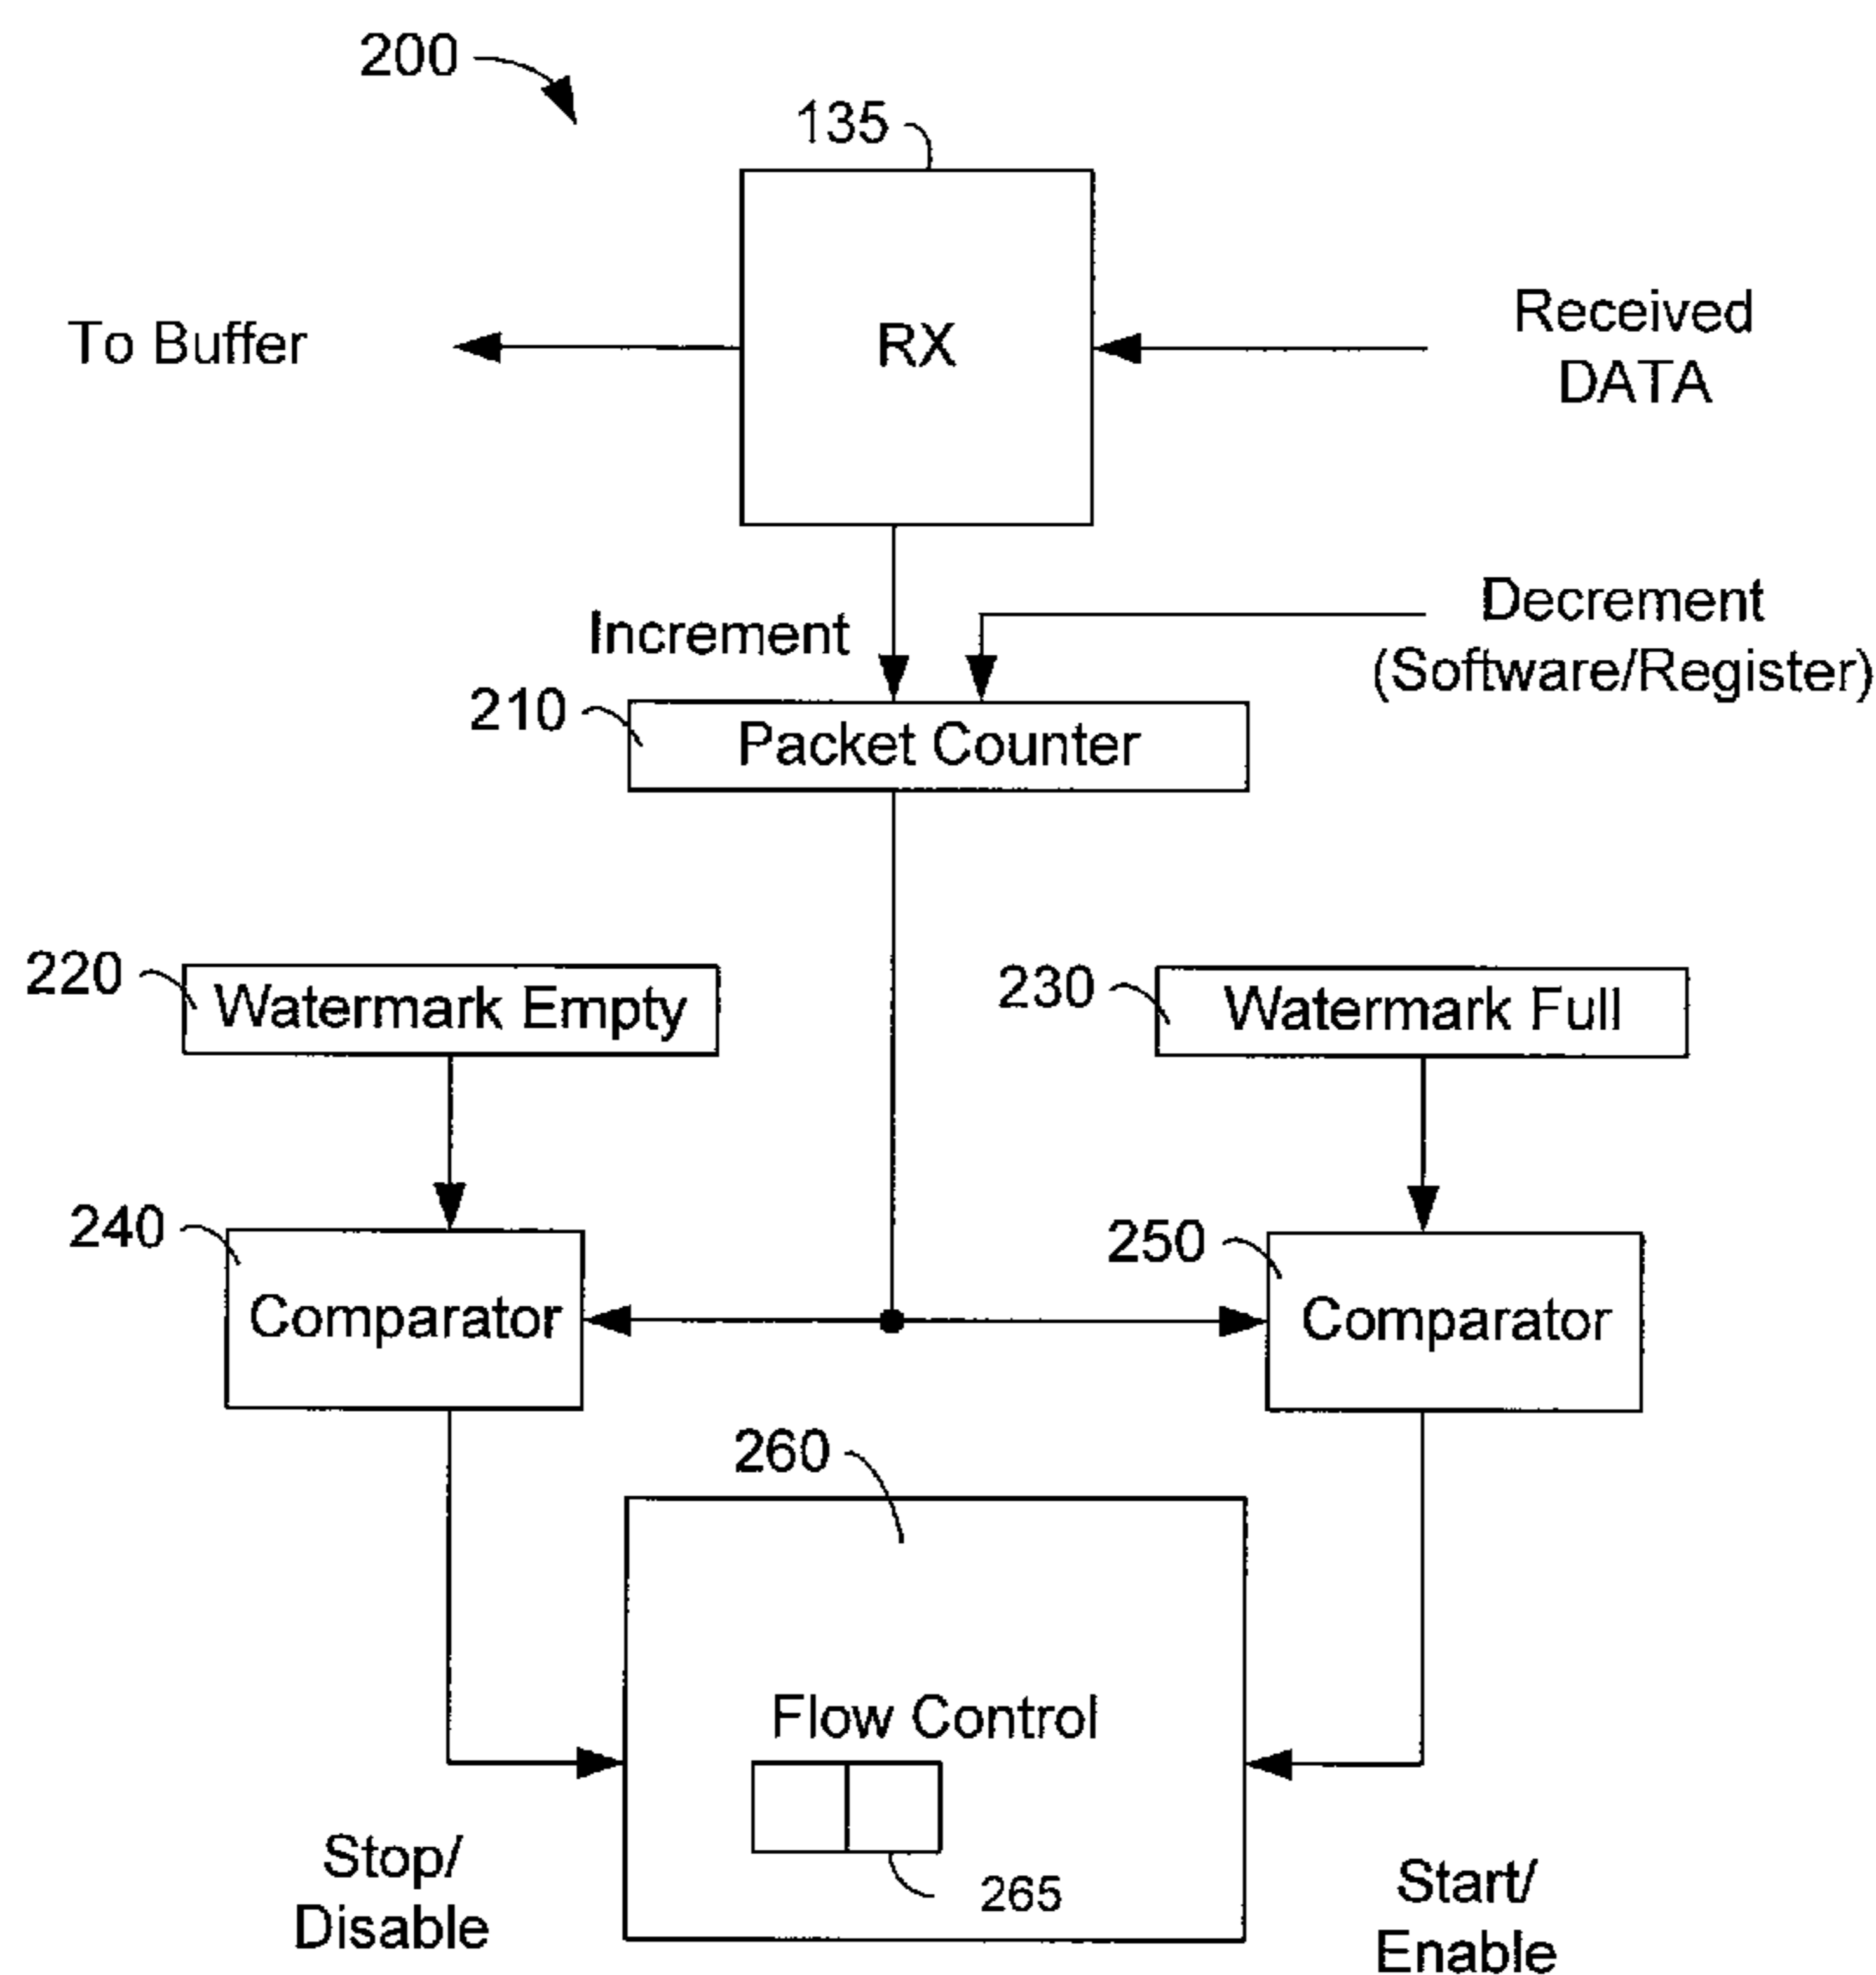 200
135
To Buffer
RX
Received
DATA
Increment
Decrement
(Software/Register)
210
Packet Counter
220
Watermark Empty
230
Watermark Full
240
Comparator
250
Comparator
260
Flow Control
265
Stop/
Disable
Start/
Enable